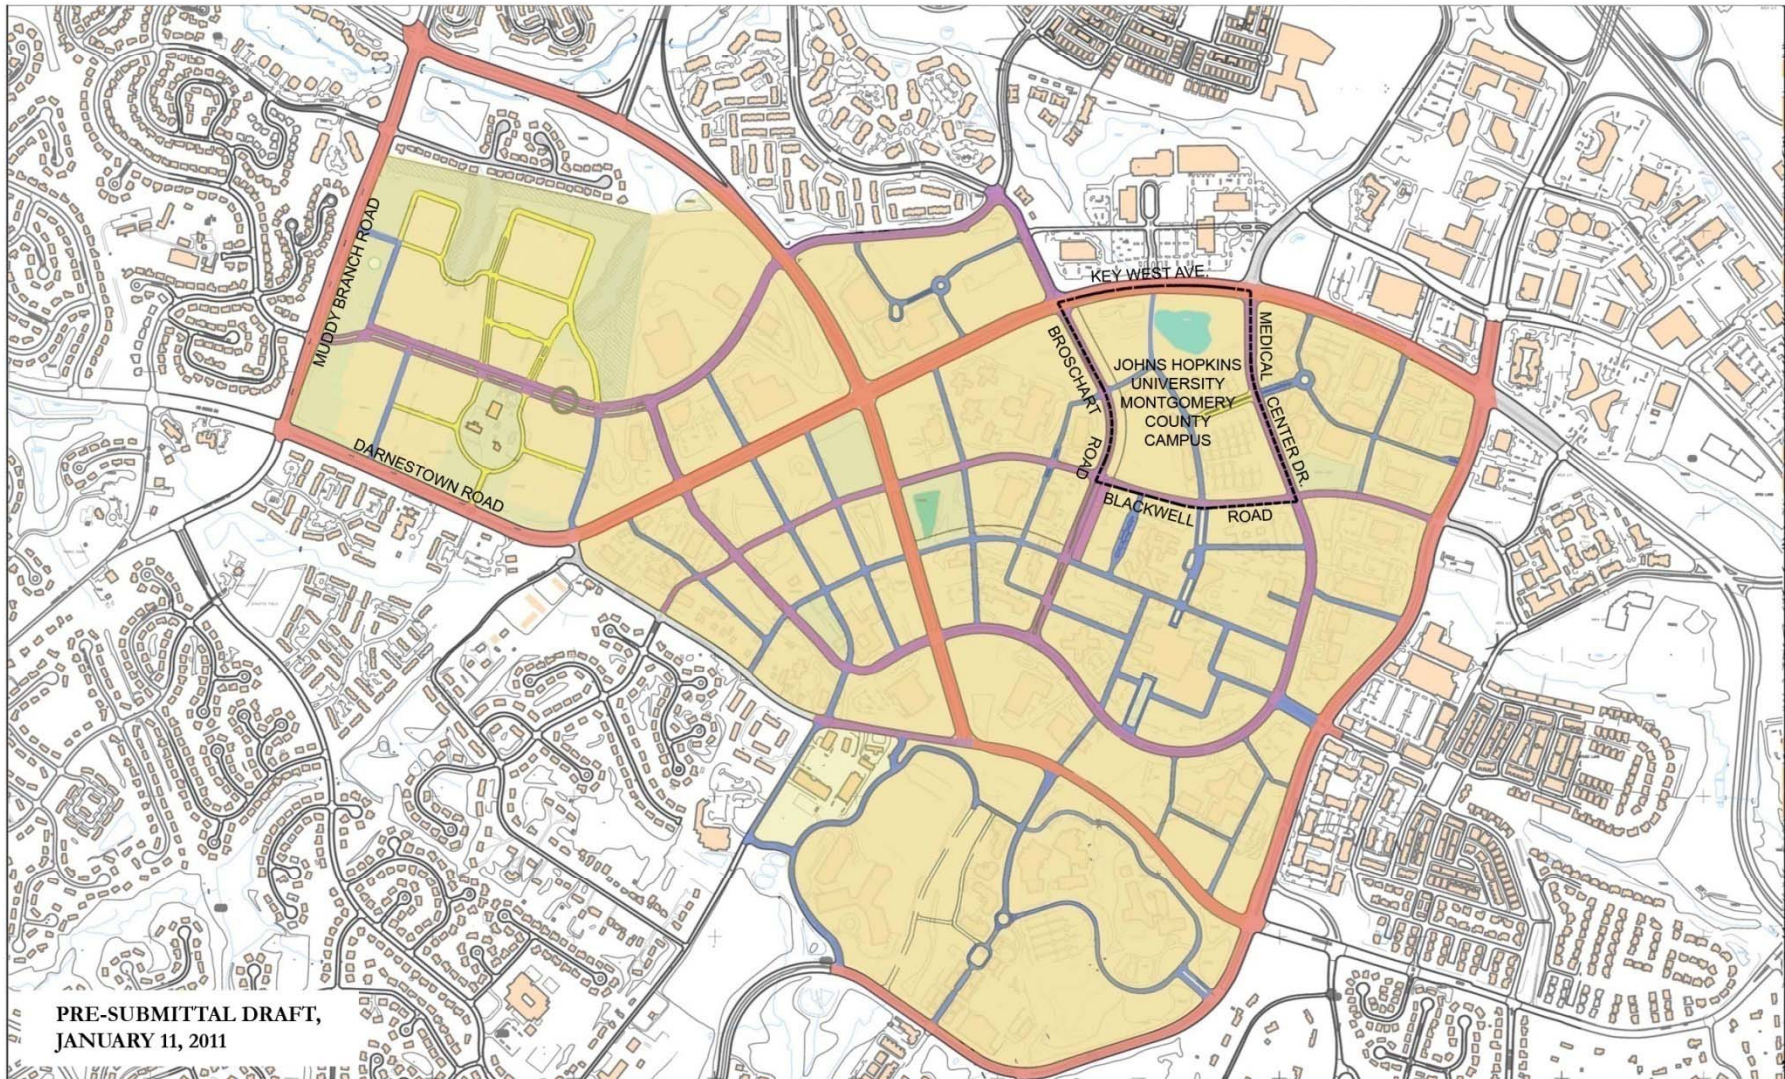 KEY WEST AVE.
MUDDY BRANCH ROAD
BROSCHART
ROAD
MEDICAL
CENTER DR.
JOHNS HOPKINS
UNIVERSITY
MONTGOMERY
COUNTY
CAMPUS
DARNESTOWN ROAD
BLACKWELL
ROAD
PRE-SUBMITTAL DRAFT,
JANUARY 11, 2011